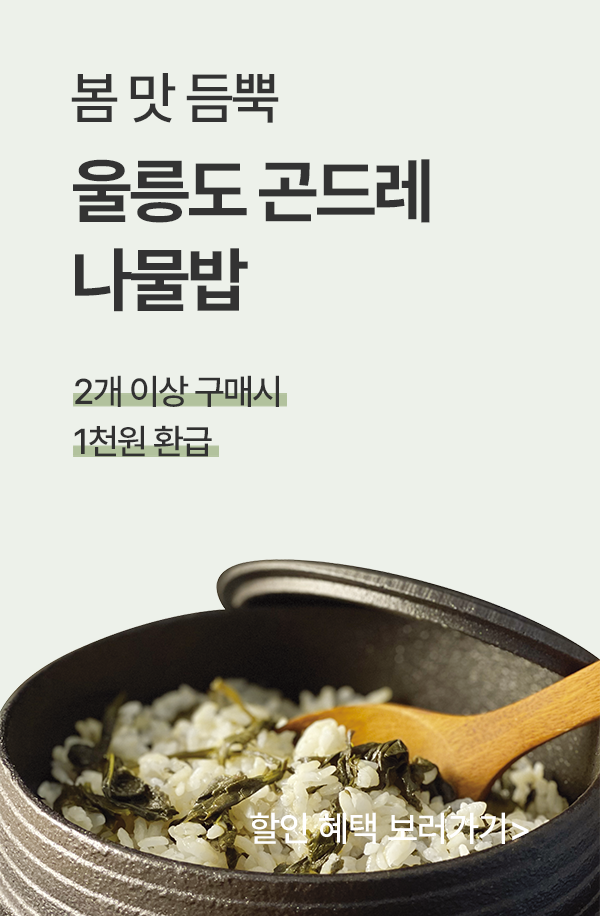 봄 맛 듬뿍
울릉도 곤드레
나물밥
2개 이상 구매시
1천원 환급
할인 혜택 보러가기>